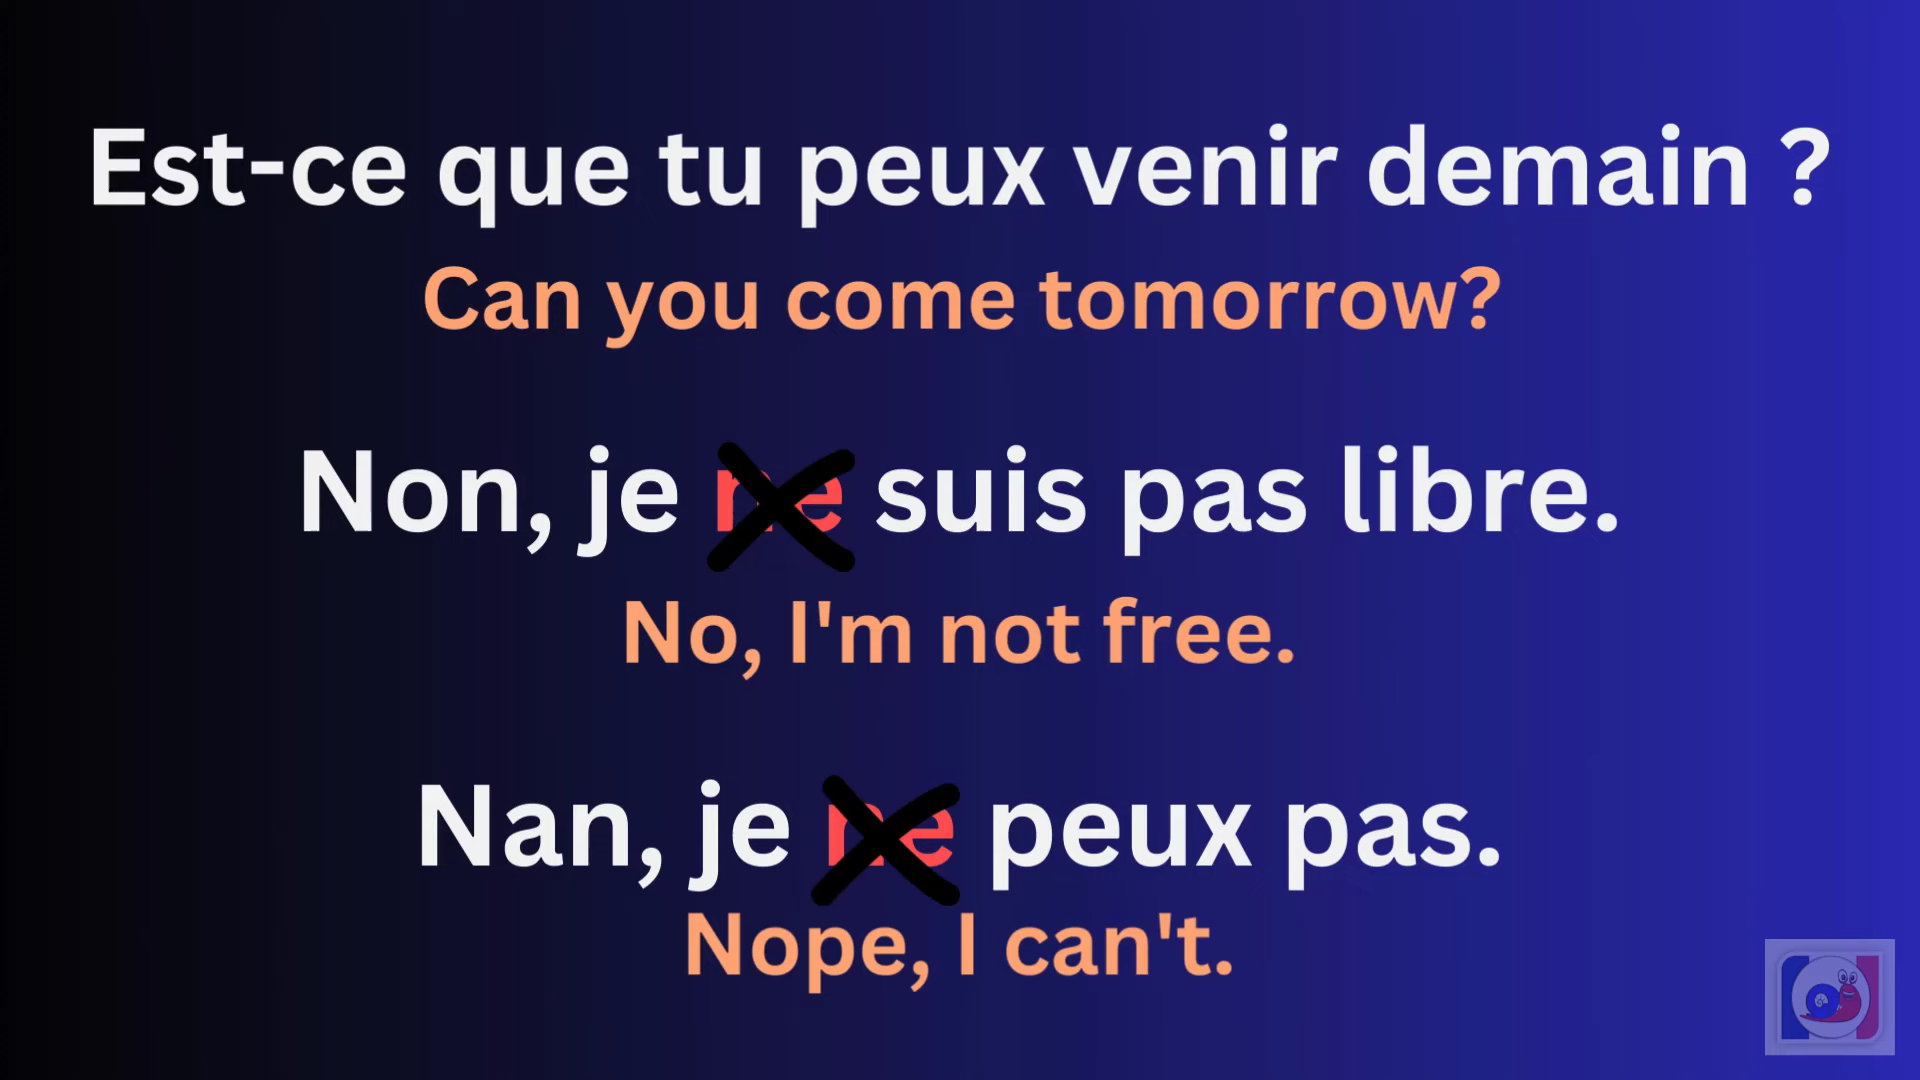 Est-ce que tu peux venir demain ?
Can you come tomorrow?
Non, je ne suis pas libre.
No, I'm not free.
Nan, je ne peux pas.
Nope, I can't.